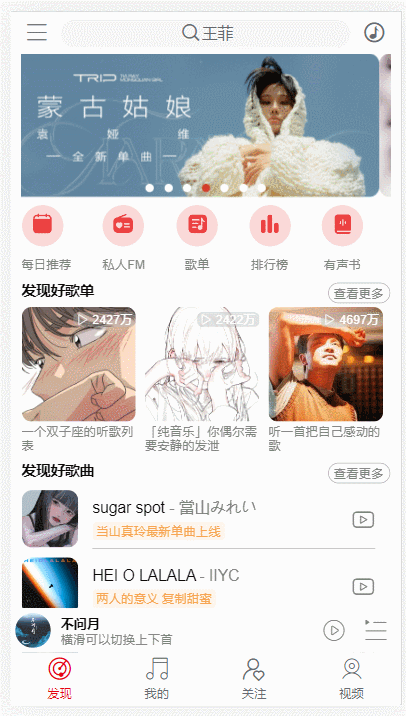 王菲
TRIP
蒙古姑娘
袁娅维
全新单曲
每日推荐
私人FM
歌单
排行榜
有声书
发现好歌单
查看更多
2427万
2422万
4697万
一个双子座的听歌列
表
「纯音乐」你偶尔需
要安静的发泄
听一首把自己感动的
歌
发现好歌曲
查看更多
sugar spot - 當山みれい
当山真玲最新单曲上线
HEI O LALALA - IIYC
两人的意义 复制甜蜜
不问月
横滑可以切换上下首
发现
我的
关注
视频